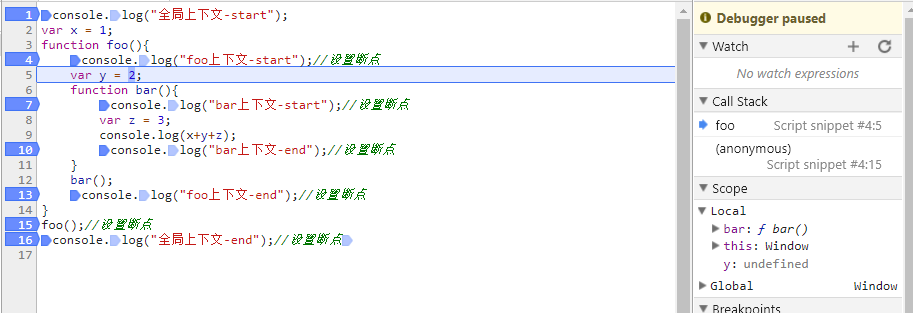 1 console.log("全局上下文-start");
2 var x = 1;
3 function foo(){
4 console.log("foo上下文-start");//设置断点
5 var y = 2;
6 function bar(){
7 console.log("bar上下文-start");//设置断点
8 var z = 3;
9 console.log(x+y+z);
10 console.log("bar上下文-end");//设置断点
11 }
12 bar();
13 console.log("foo上下文-end");//设置断点
14 }
15 foo();//设置断点
16 console.log("全局上下文-end");//设置断点
17
Debugger paused
Watch
No watch expressions
Call Stack
foo Script snippet #4:5
(anonymous)
Script snippet #4:15
Scope
Local
bar: ƒ bar()
this: Window
y: undefined
Global Window
Breakpoints